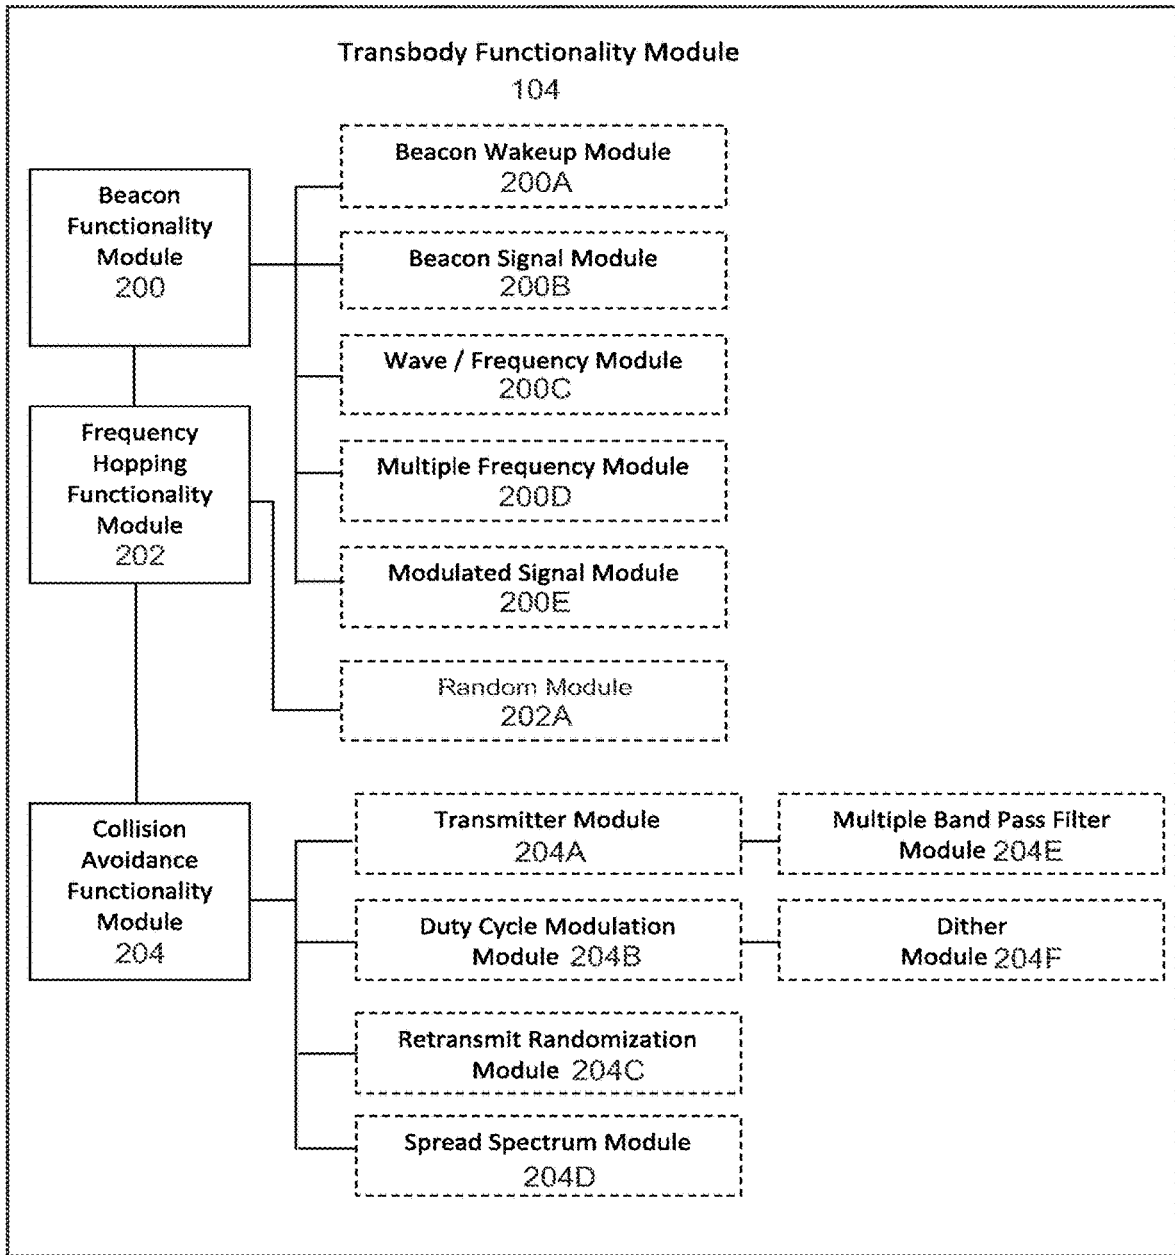 Transbody Functionality Module
104
Beacon
Functionality
Module
200
Beacon Wakeup Module
200A
Beacon Signal Module
200B
Wave / Frequency Module
200C
Multiple Frequency Module
200D
Modulated Signal Module
200E
Frequency
Hopping
Functionality
Module
202
Random Module
202A
Collision
Avoidance
Functionality
Module
204
Transmitter Module
204A
Multiple Band Pass Filter
Module 204E
Duty Cycle Modulation
Module 204B
Dither
Module 204F
Retransmit Randomization
Module 204C
Spread Spectrum Module
204D